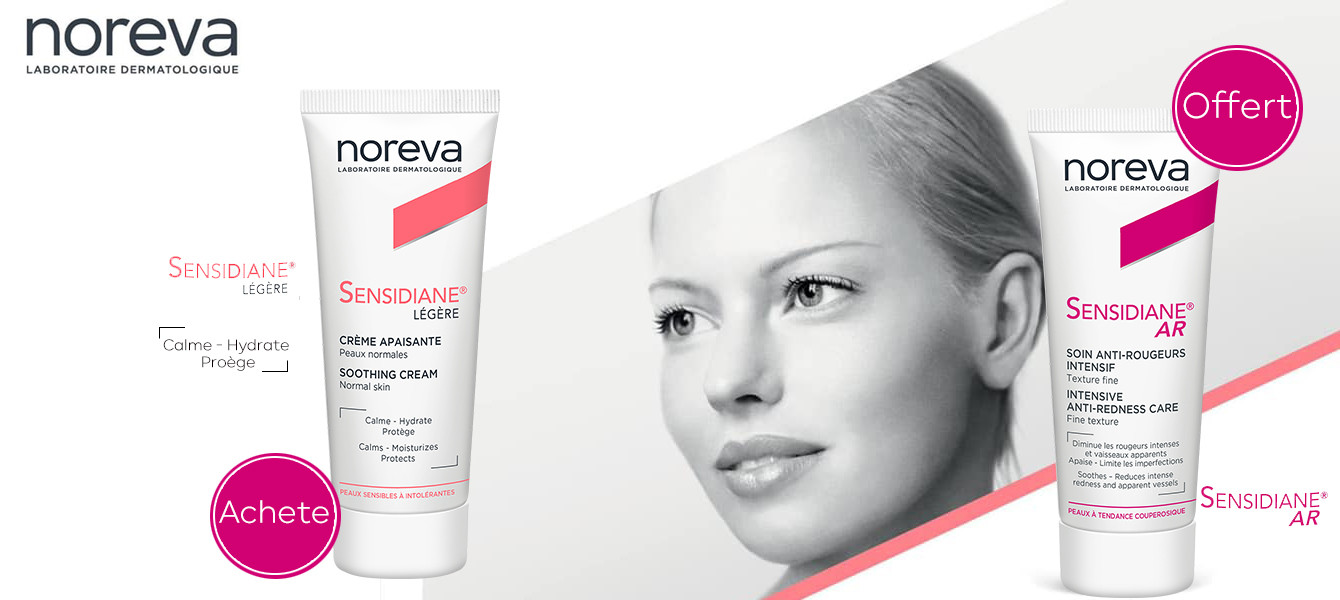 noreva
LABORATOIRE DERMATOLOGIQUE
SENSIDIANE®
LÉGÈRE
Calme - Hydrate
Proège
Achete
noreva
LABORATOIRE DERMATOLOGIQUE
SENSIDIANE®
LÉGÈRE
CRÈME APAISANTE
Peaux normales
SOOTHING CREAM
Normal skin
Calme - Hydrate
Protège
Calms - Moisturizes
Protects
PEAUX SENSIBLES À INTOLÉRANTES
Offert
noreva
LABORATOIRE DERMATOLOGIQUE
SENSIDIANE®
AR
SOIN ANTI-ROUGEURS
INTENSIF
Texture fine
INTENSIVE
ANTI-REDNESS CARE
Fine texture
Diminue les rougeurs intenses
et vaisseaux apparents
Apaise - Limite les imperfections
Soothes - Reduces intense
redness and apparent vessels
PEAUX À TENDANCE COUPEROSIQUE
SENSIDIANE®
AR